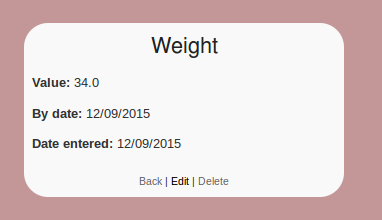 Weight
Value: 34.0
By date: 12/09/2015
Date entered: 12/09/2015
Back | Edit | Delete